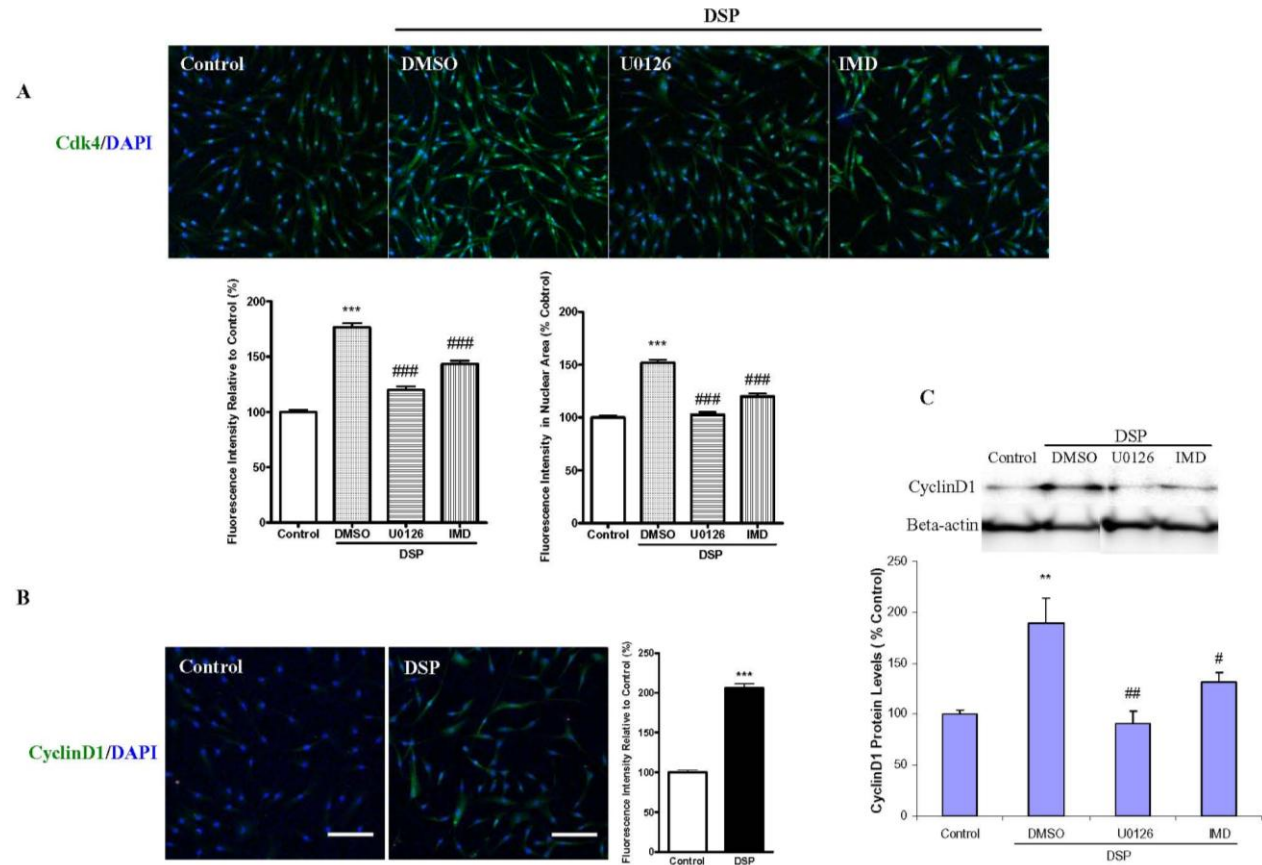 DSP
A
Control
DMSO
U0126
IMD
Cdk4/DAPI
Fluorescence Intensity Relative to Control (%)
200
150
100
50
0
***
###
###
Control
DMSO
U0126
IMD
DSP
Fluorescence Intensity in Nuclear Area (% Cobtrol)
200
150
100
50
0
***
###
###
Control
DMSO
U0126
IMD
DSP
B
Control
DSP
CyclinD1/DAPI
Fluorescence Intensity Relative to Control (%)
250
200
150
100
50
0
***
Control
DSP
C
DSP
Control
DMSO
U0126
IMD
CyclinD1
Beta-actin
CyclinD1 Protein Levels ( % Control)
250
200
150
100
50
0
**
##
#
Control
DMSO
U0126
IMD
DSP